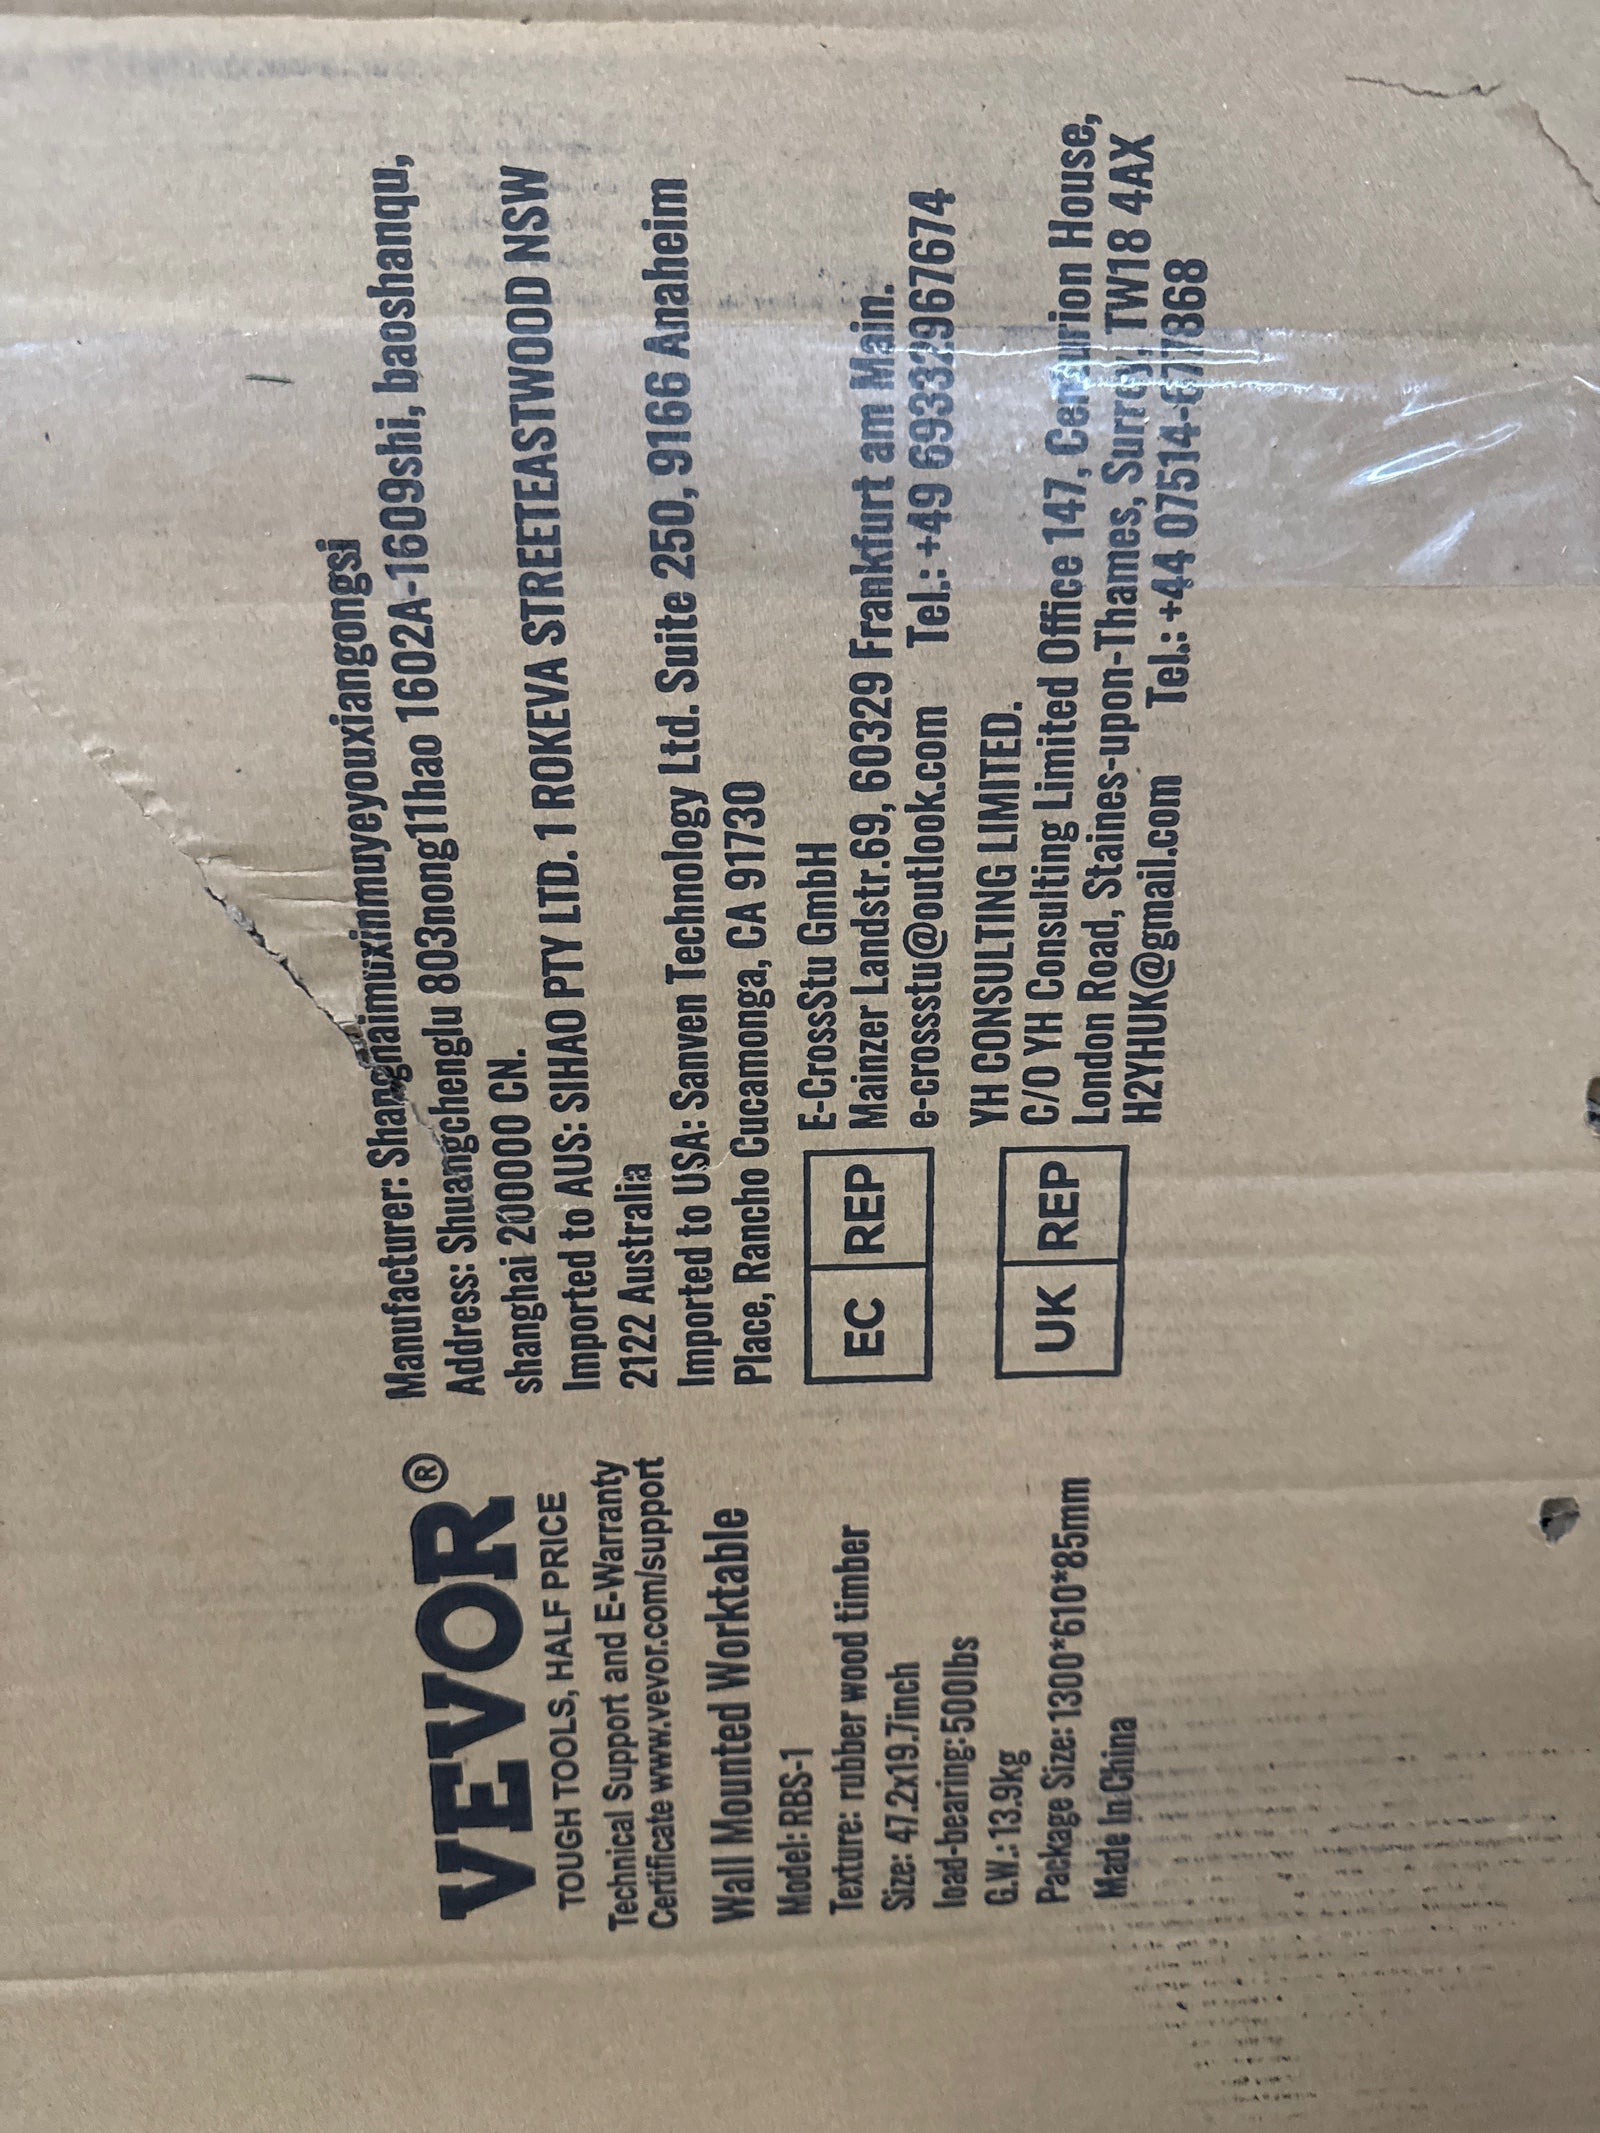 VEVOR®
TOUGH TOOLS, HALF PRICE
Technical Support and E-Warranty
Certificate www.vevor.com/support
Wall Mounted Worktable
Model: RBS-1
Texture: rubber wood timber
Size: 47.2x19.7inch
load-bearing:500lbs
G.W.:13.9kg
Package Size:1300*610*85mm
Made In China
Manufacturer: Shanghaimuxinmuyeyouxiangongsi
Address: Shuangchenglu 803nong11hao 1602A-1609shi, baoshanqu,
shanghai 200000 CN.
Imported to AUS: SIHAO PTY LTD. 1 ROKEVA STREETEASTWOOD NSW
2122 Australia
Imported to USA: Sanven Technology Ltd. Suite 250, 9166 Anaheim
Place, Rancho Cucamonga, CA 91730
EC REP
E-CrossStu GmbH
Mainzer Landstr.69, 60329 Frankfurt am Main.
e-crossstu@outlook.com Tel.: +49 69332967674
UK REP
YH CONSULTING LIMITED.
C/O YH Consulting Limited Office 147, Centurion House,
London Road, Staines-upon-Thames, Surrey, TW18 4AX
H2YHUK@gmail.com Tel.: +44 07514-677868